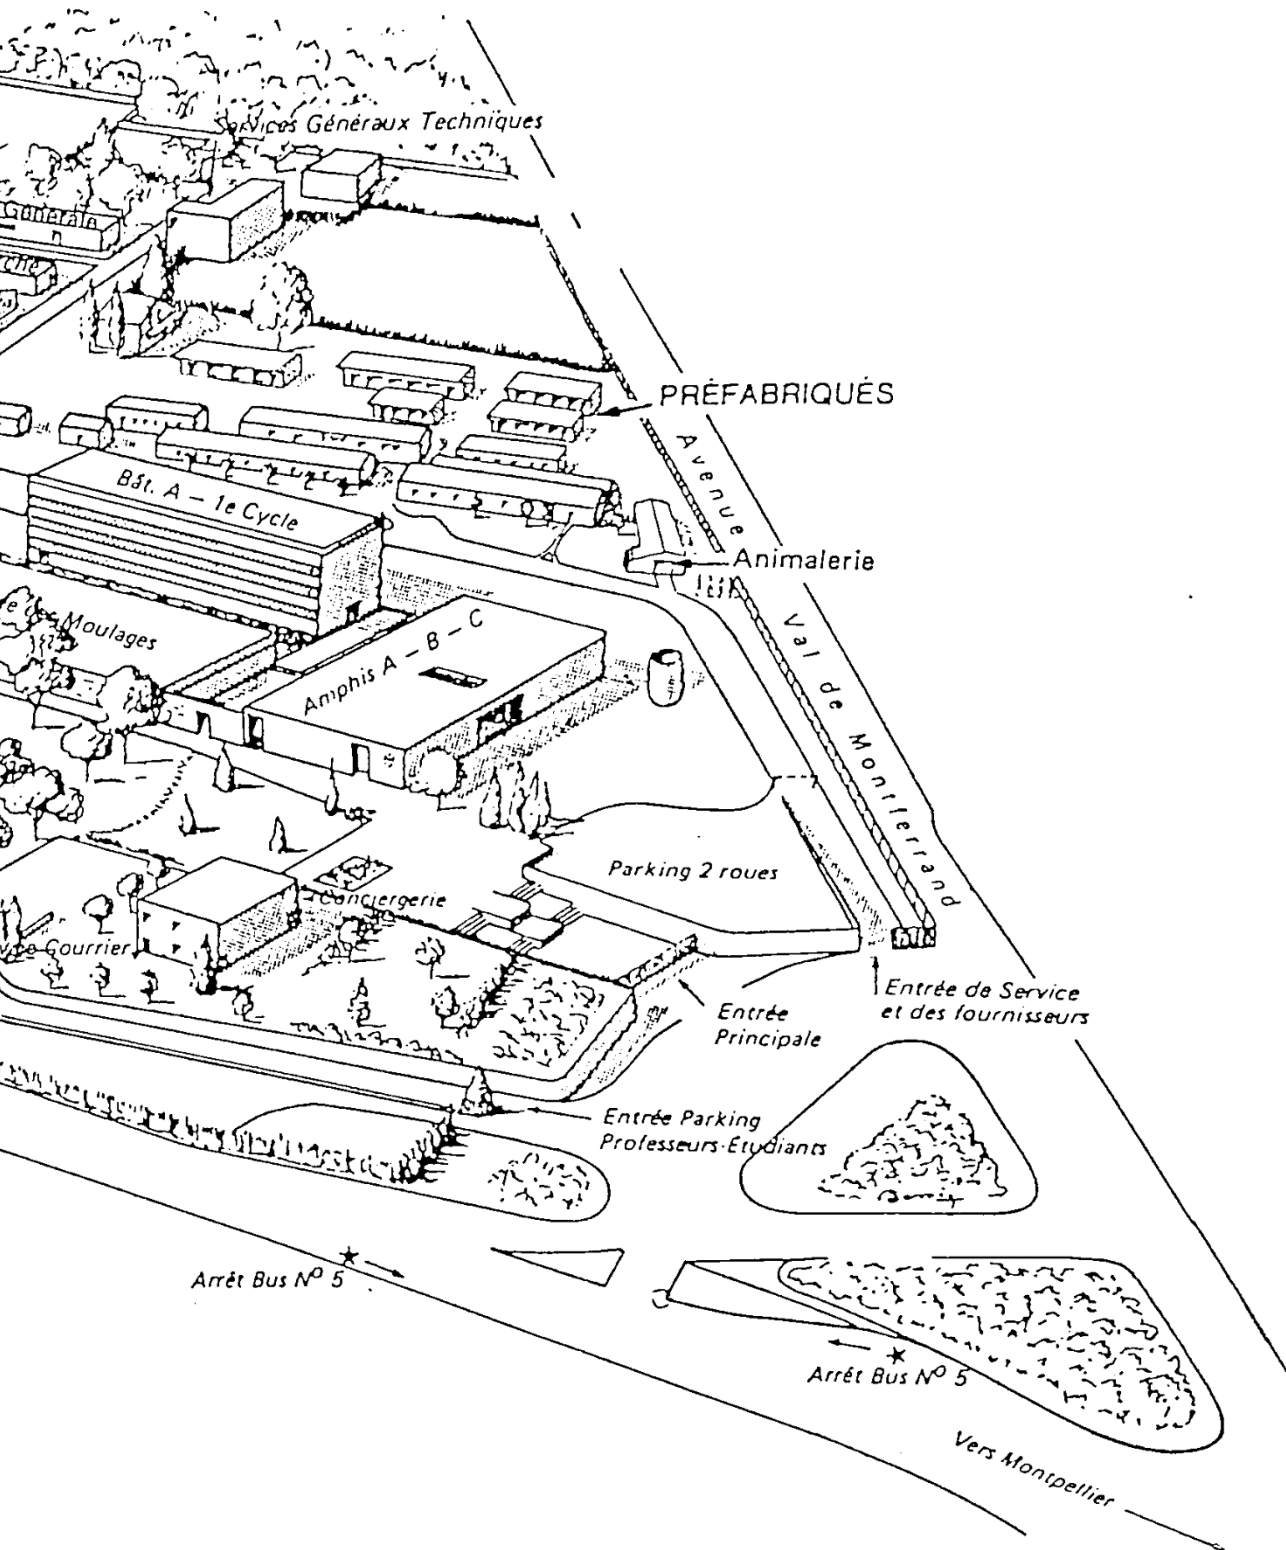 Services Généraux Techniques
Générale
PRÉFABRIQUÉS
Bât. A – 1e Cycle
Avenue Val de Montferrand
Animalerie
des Moulages
Amphis A – B – C
Parking 2 roues
Conciergerie
Courrier
Entrée de Service
et des fournisseurs
Entrée
Principale
Entrée Parking
Professeurs-Étudiants
Arrêt Bus Nº 5
Arrêt Bus Nº 5
Vers Montpellier